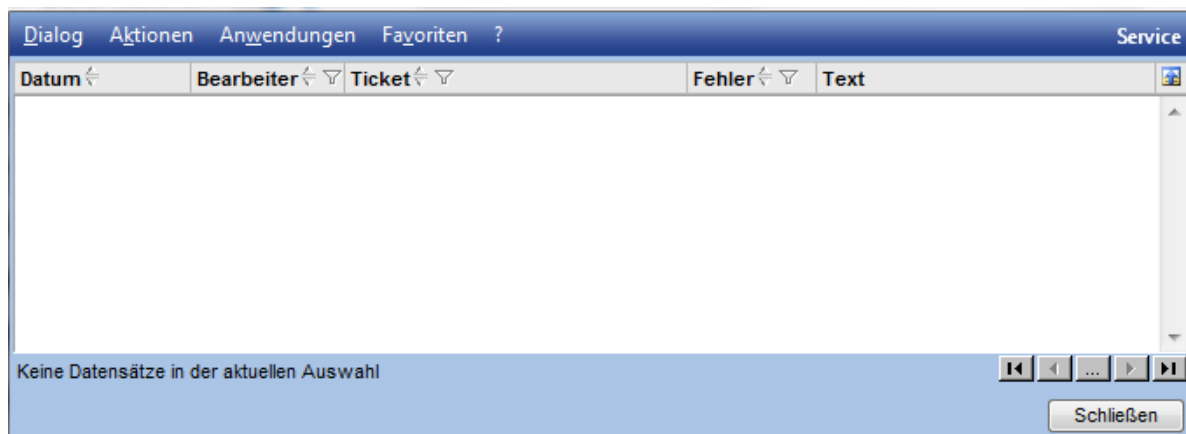 Dialog Aktionen Anwendungen Favoriten ? Service
Datum Bearbeiter Ticket Fehler Text
Keine Datensätze in der aktuellen Auswahl ...
Schließen